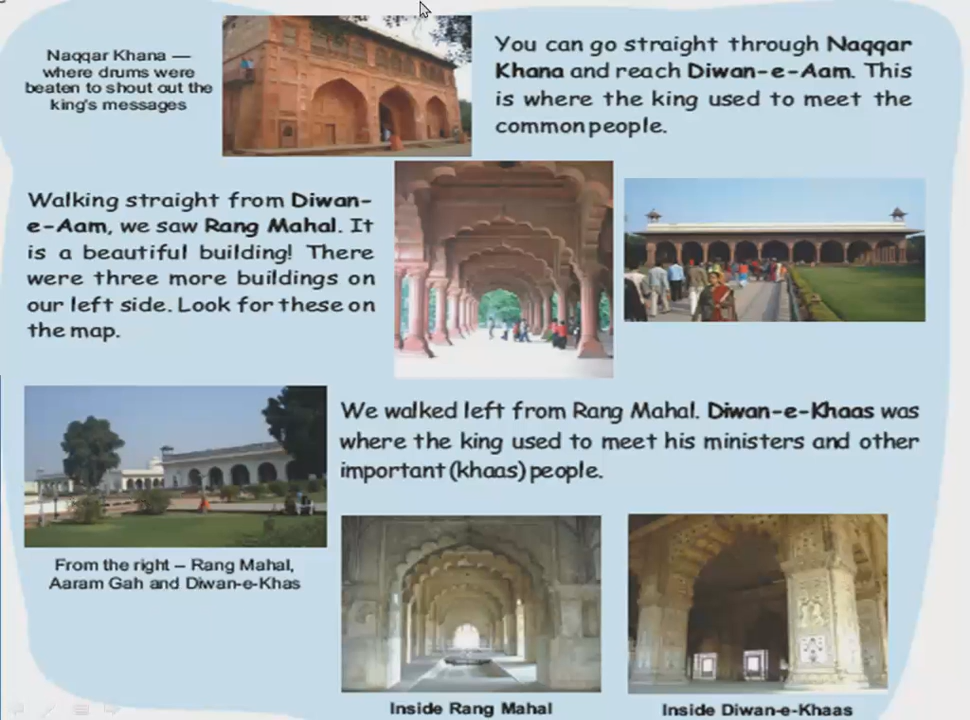 Naqqar Khana —
where drums were
beaten to shout out the
king's messages
You can go straight through Naqqar
Khana and reach Diwan-e-Aam. This
is where the king used to meet the
common people.
Walking straight from Diwan-
e-Aam, we saw Rang Mahal. It
is a beautiful building! There
were three more buildings on
our left side. Look for these on
the map.
We walked left from Rang Mahal. Diwan-e-Khaas was
where the king used to meet his ministers and other
important (khaas) people.
From the right – Rang Mahal,
Aaram Gah and Diwan-e-Khas
Inside Rang Mahal
Inside Diwan-e-Khaas